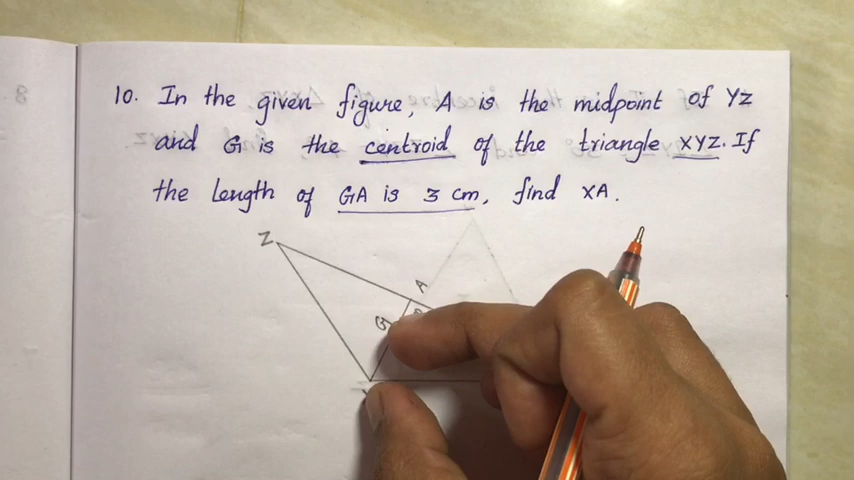 10. In the given figure, A is the midpoint of YZ
and G is the centroid of the triangle XYZ. If
the length of GA is 3 cm, find XA.
Z
A
G